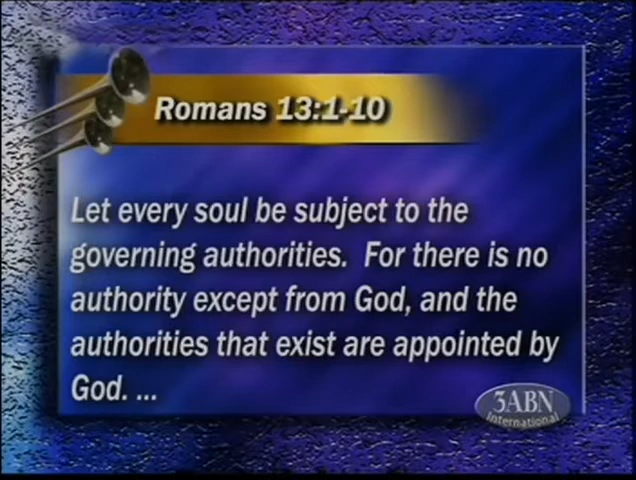 Romans 13:1-10
Let every soul be subject to the
governing authorities.  For there is no
authority except from God, and the
authorities that exist are appointed by
God. ...
3ABN
International